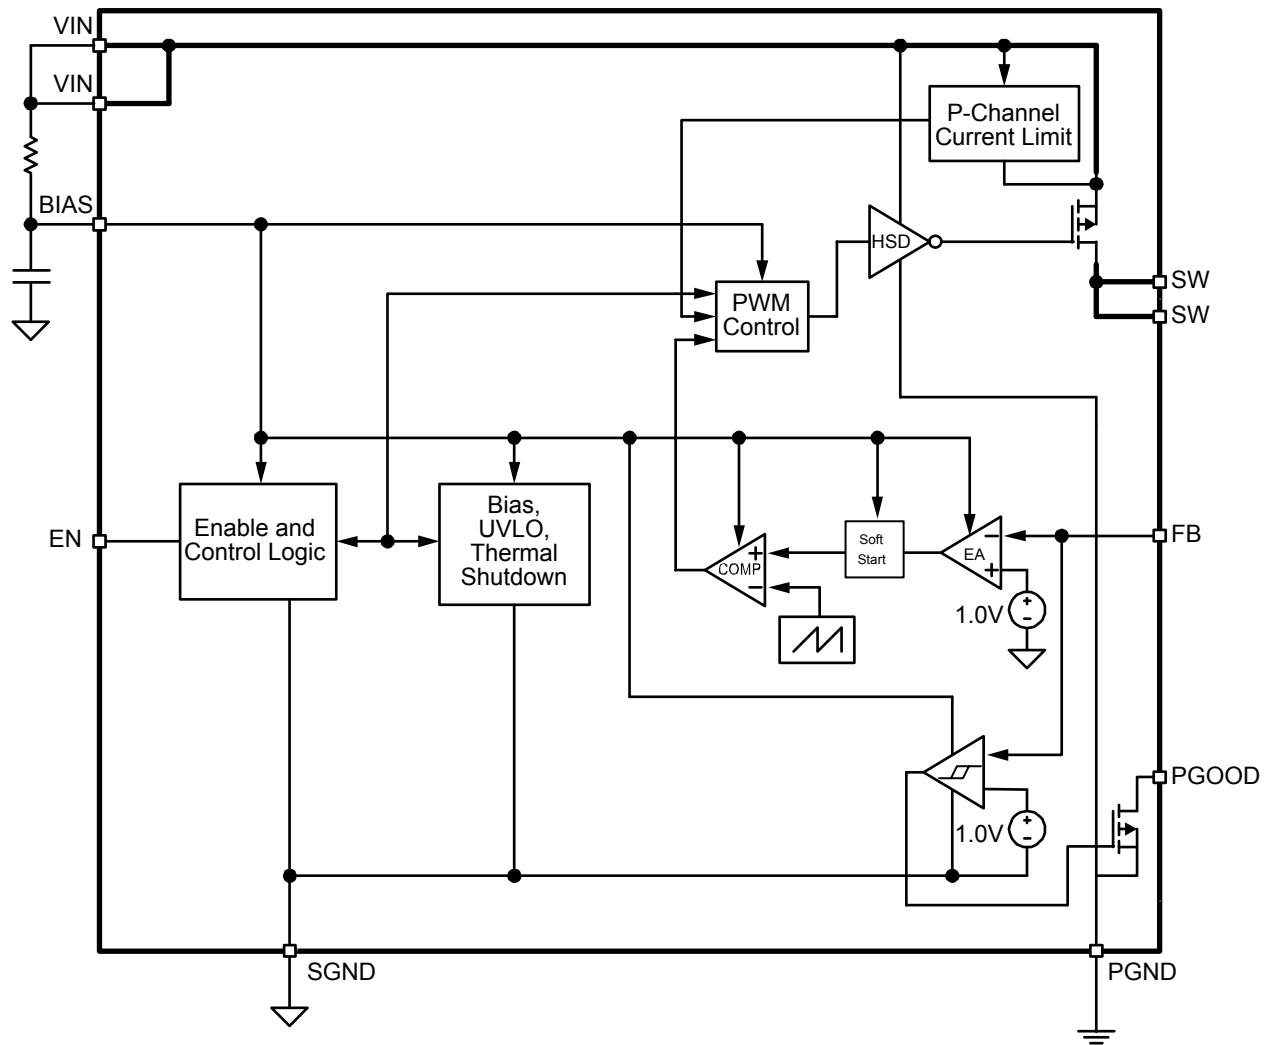 VIN
VIN
P-Channel
Current Limit
BIAS
HSD
SW
PWM
Control
SW
Enable and
Control Logic
Bias,
UVLO,
Thermal
Shutdown
EN
Soft
Start
COMP
+
−
EA
−
+
FB
1.0V
+
−
PGOOD
1.0V
+
−
SGND
PGND